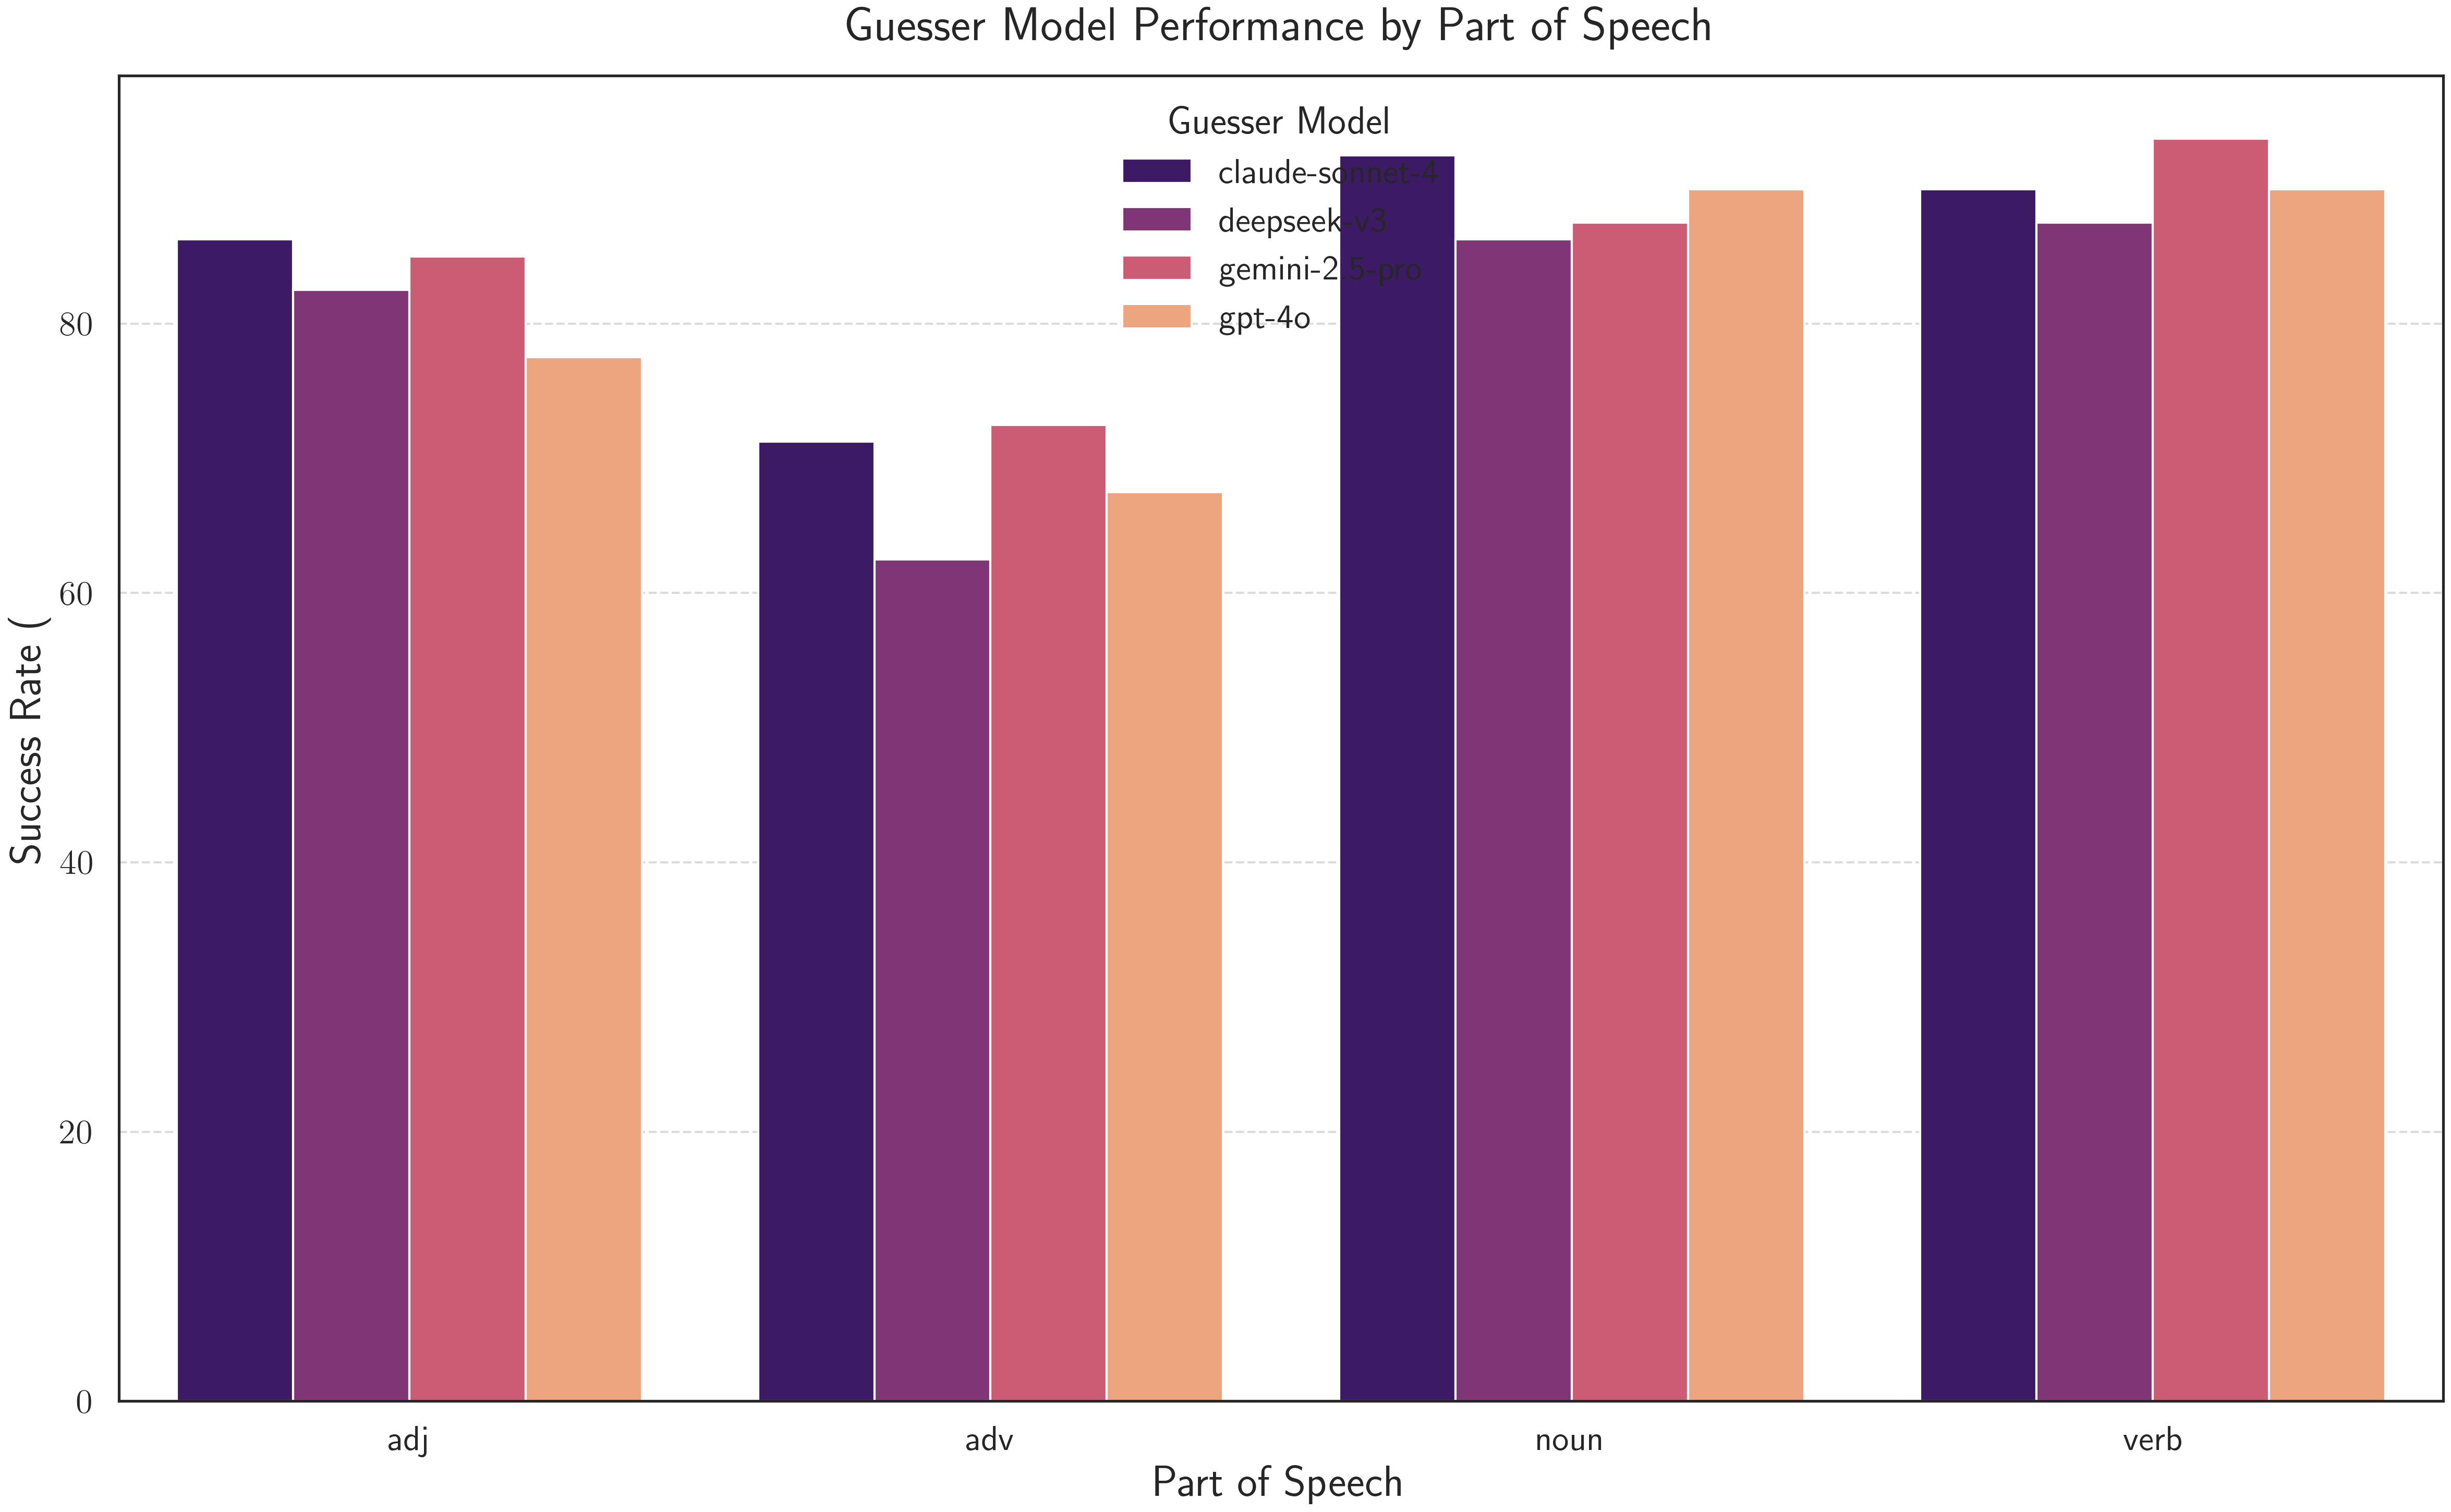 Guesser Model Performance by Part of Speech
Guesser Model
claude-sonnet-4
deepseek-v3
gemini-2.5-pro
gpt-4o
Success Rate (
80
60
40
20
0
adj
adv
noun
verb
Part of Speech